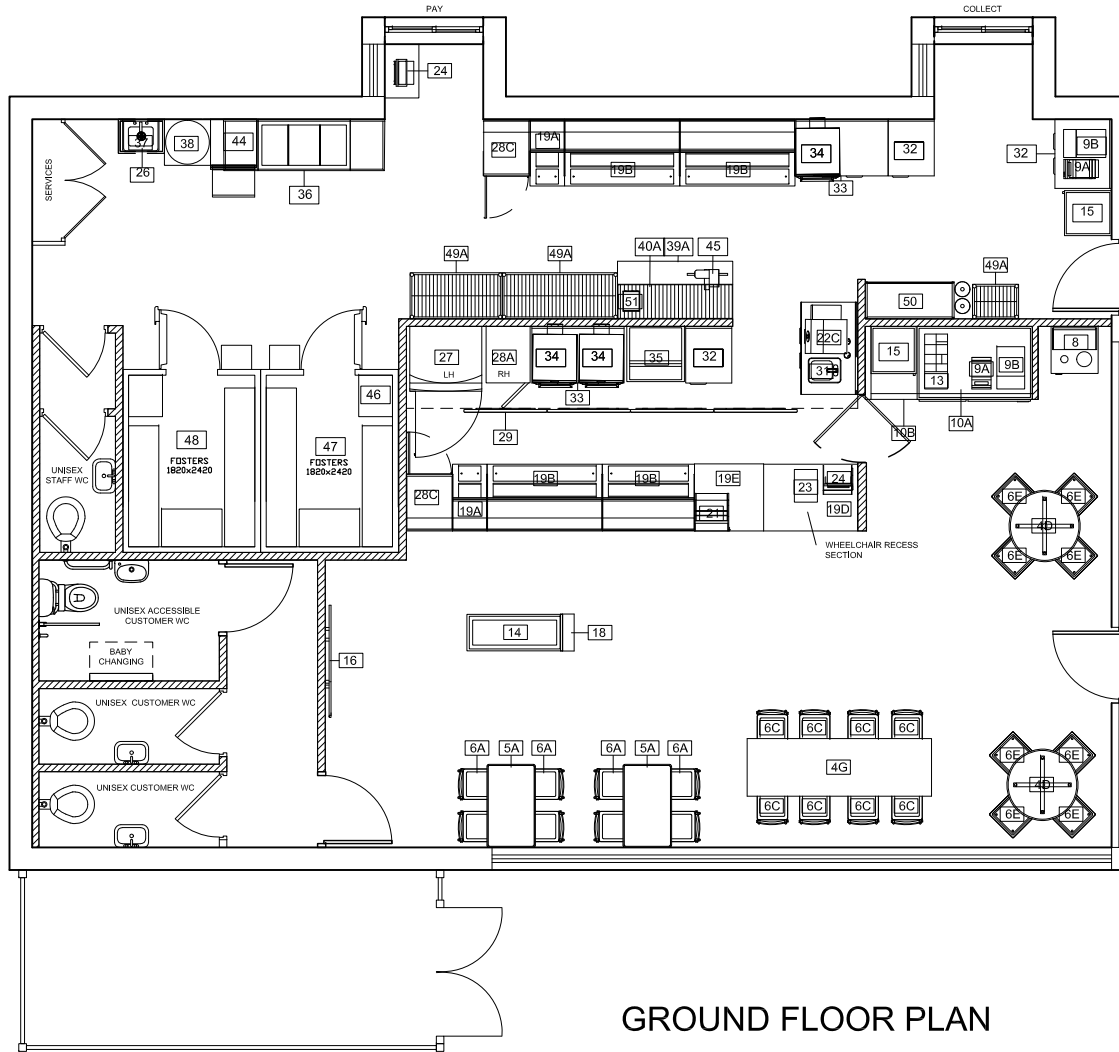 PAY
COLLECT
24
SERVICES
37
38
44
26
36
28C
19A
19B
19B
34
32
33
32
9B
9A
15
49A
49A
40A
39A
45
51
50
49A
22C
31
27
LH
28A
RH
34
34
33
35
32
15
13
9A
9B
8
10B
10A
29
46
48
FOSTERS
1820x2420
47
FOSTERS
1820x2420
UNISEX
STAFF WC
28C
19A
19B
19B
19E
21
23
24
19D
WHEELCHAIR RECESS
SECTION
6E
6E
4D
6E
6E
UNISEX ACCESSIBLE
CUSTOMER WC
BABY
CHANGING
14
18
16
UNISEX CUSTOMER WC
UNISEX CUSTOMER WC
6A
5A
6A
6A
5A
6A
6C
6C
6C
6C
4G
6C
6C
6C
6C
6E
6E
4D
6E
6E
GROUND FLOOR PLAN